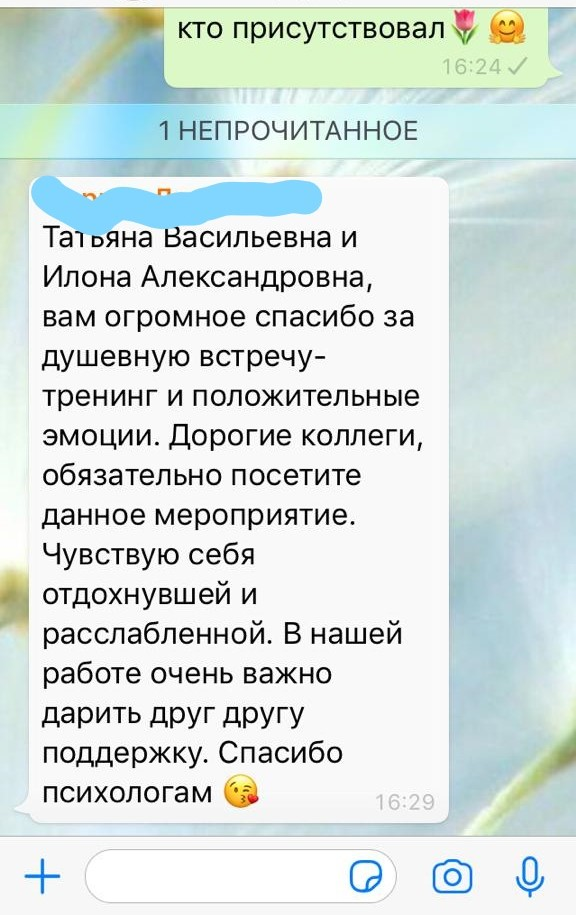 кто присутствовал🌷🤗
16:24
1 НЕПРОЧИТАННОЕ
Татьяна Васильевна и
Илона Александровна,
вам огромное спасибо за
душевную встречу-
тренинг и положительные
эмоции. Дорогие коллеги,
обязательно посетите
данное мероприятие.
Чувствую себя
отдохнувшей и
расслабленной. В нашей
работе очень важно
дарить друг другу
поддержку. Спасибо
психологам 😘
16:29